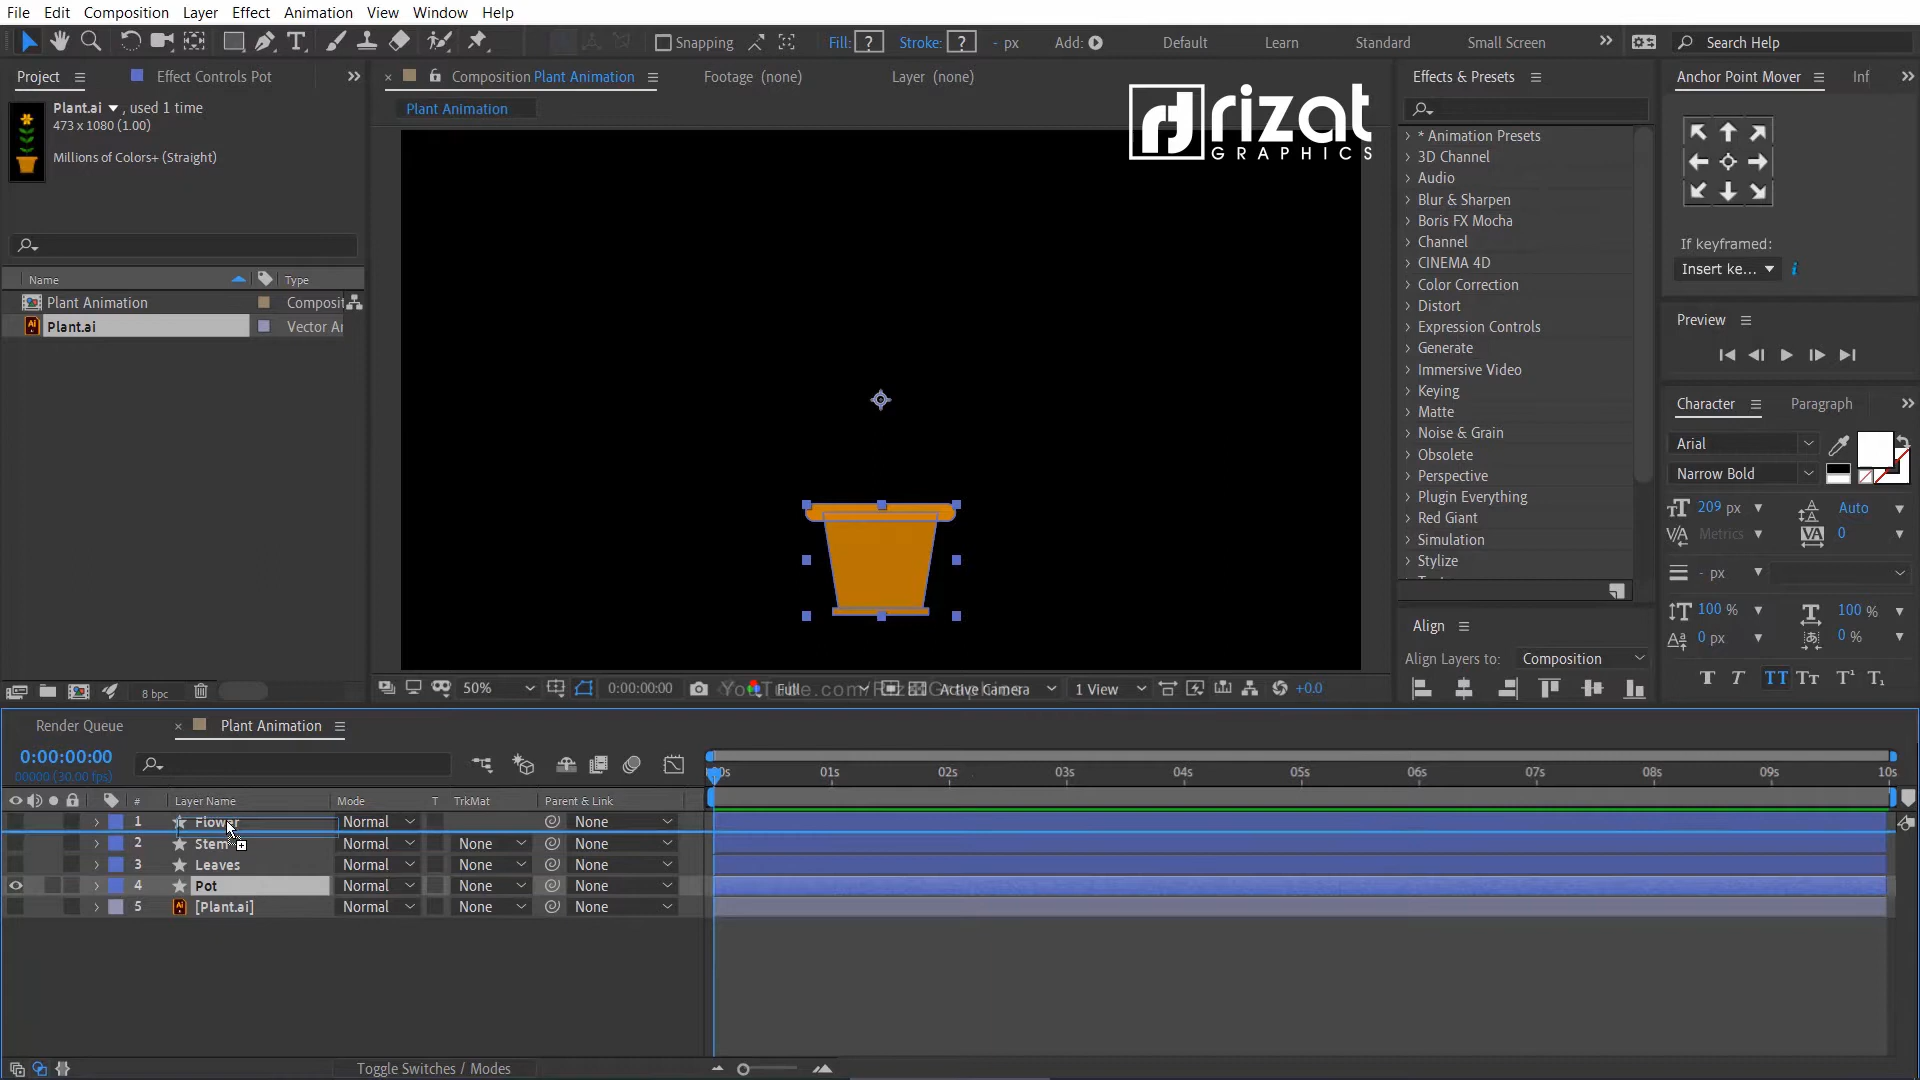 File Edit Composition Layer Effect Animation View Window Help
T Snapping Fill: ? Stroke: ? - px Add: Default Learn Standard Small Screen Search Help
Project Effect Controls Pot
Composition Plant Animation Footage (none) Layer (none)
Effects & Presets
Anchor Point Mover Inf
Plant.ai , used 1 time
473 x 1080 (1.00)
Millions of Colors+ (Straight)
Plant Animation
rizat
GRAPHICS
Name Type
Plant Animation Composit
Plant.ai Vector Ar
* Animation Presets
3D Channel
Audio
Blur & Sharpen
Boris FX Mocha
Channel
CINEMA 4D
Color Correction
Distort
Expression Controls
Generate
Immersive Video
Keying
Matte
Noise & Grain
Obsolete
Perspective
Plugin Everything
Red Giant
Simulation
Stylize
If keyframed:
Insert ke...
Preview
Character Paragraph
Arial
Narrow Bold
209 px Auto
Metrics 0
- px
100 % 100 %
0 px 0 %
Align
Align Layers to: Composition
8 bpc
50% 0:00:00:00 Full Active Camera 1 View +0.0
Render Queue Plant Animation
0:00:00:00
00000 (30.00 fps)
00s 01s 02s 03s 04s 05s 06s 07s 08s 09s 10s
# Layer Name Mode T TrkMat Parent & Link
1 Flower Normal None
2 Stem Normal None None
3 Leaves Normal None None
4 Pot Normal None None
5 [Plant.ai] Normal None None
Toggle Switches / Modes